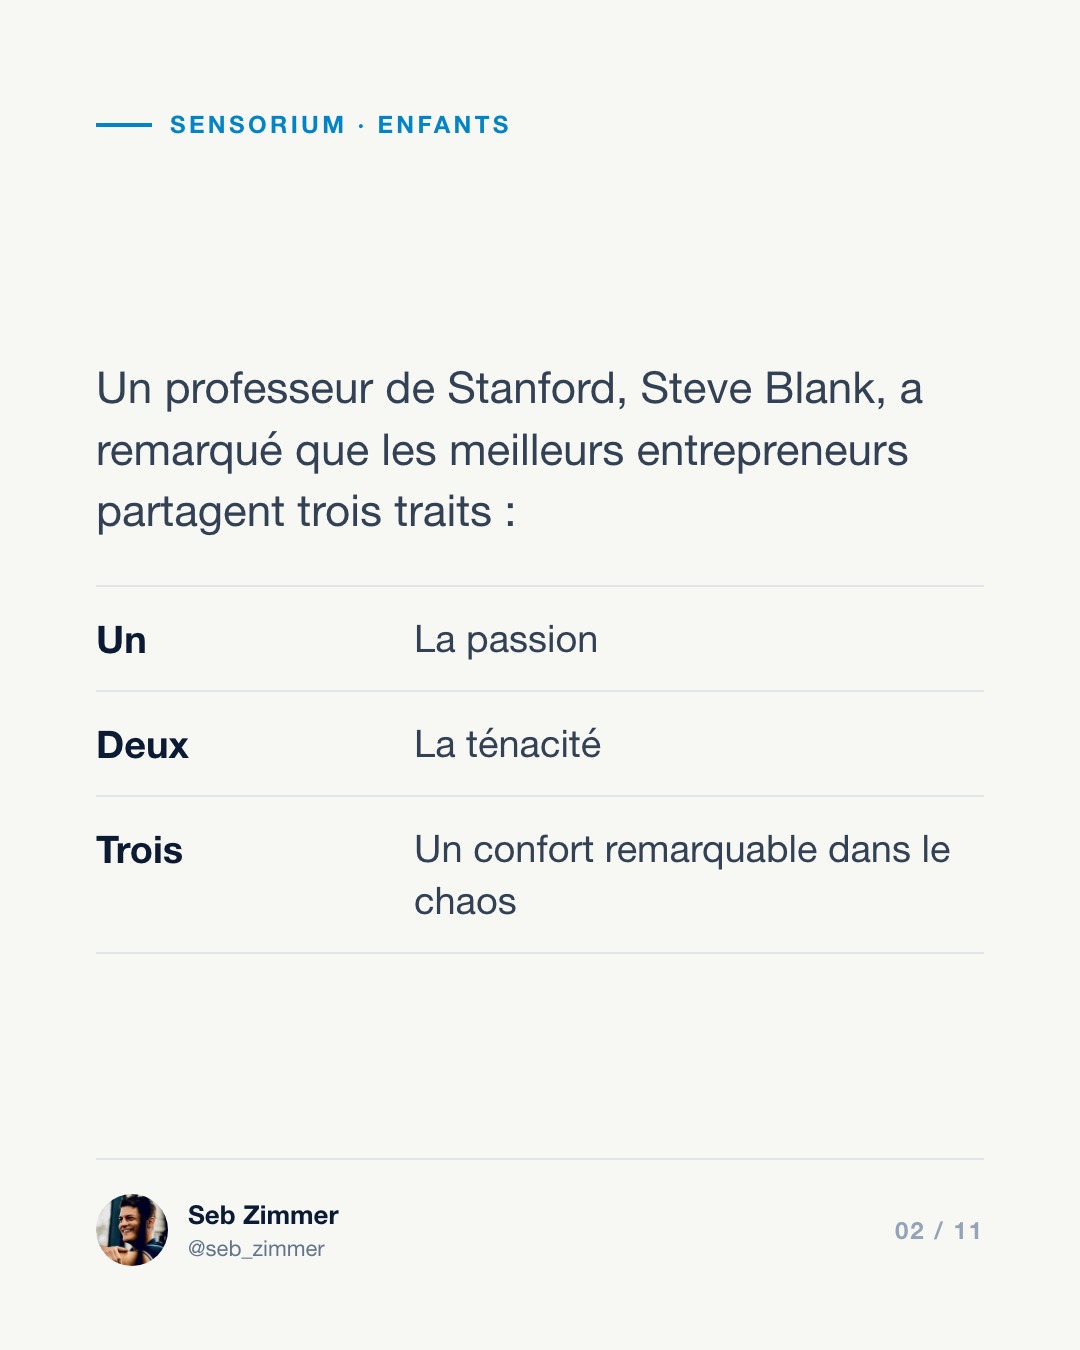 SENSORIUM · ENFANTS
Un professeur de Stanford, Steve Blank, a
remarqué que les meilleurs entrepreneurs
partagent trois traits :
Un La passion
Deux La ténacité
Trois Un confort remarquable dans le
chaos
Seb Zimmer
@seb_zimmer
02 / 11